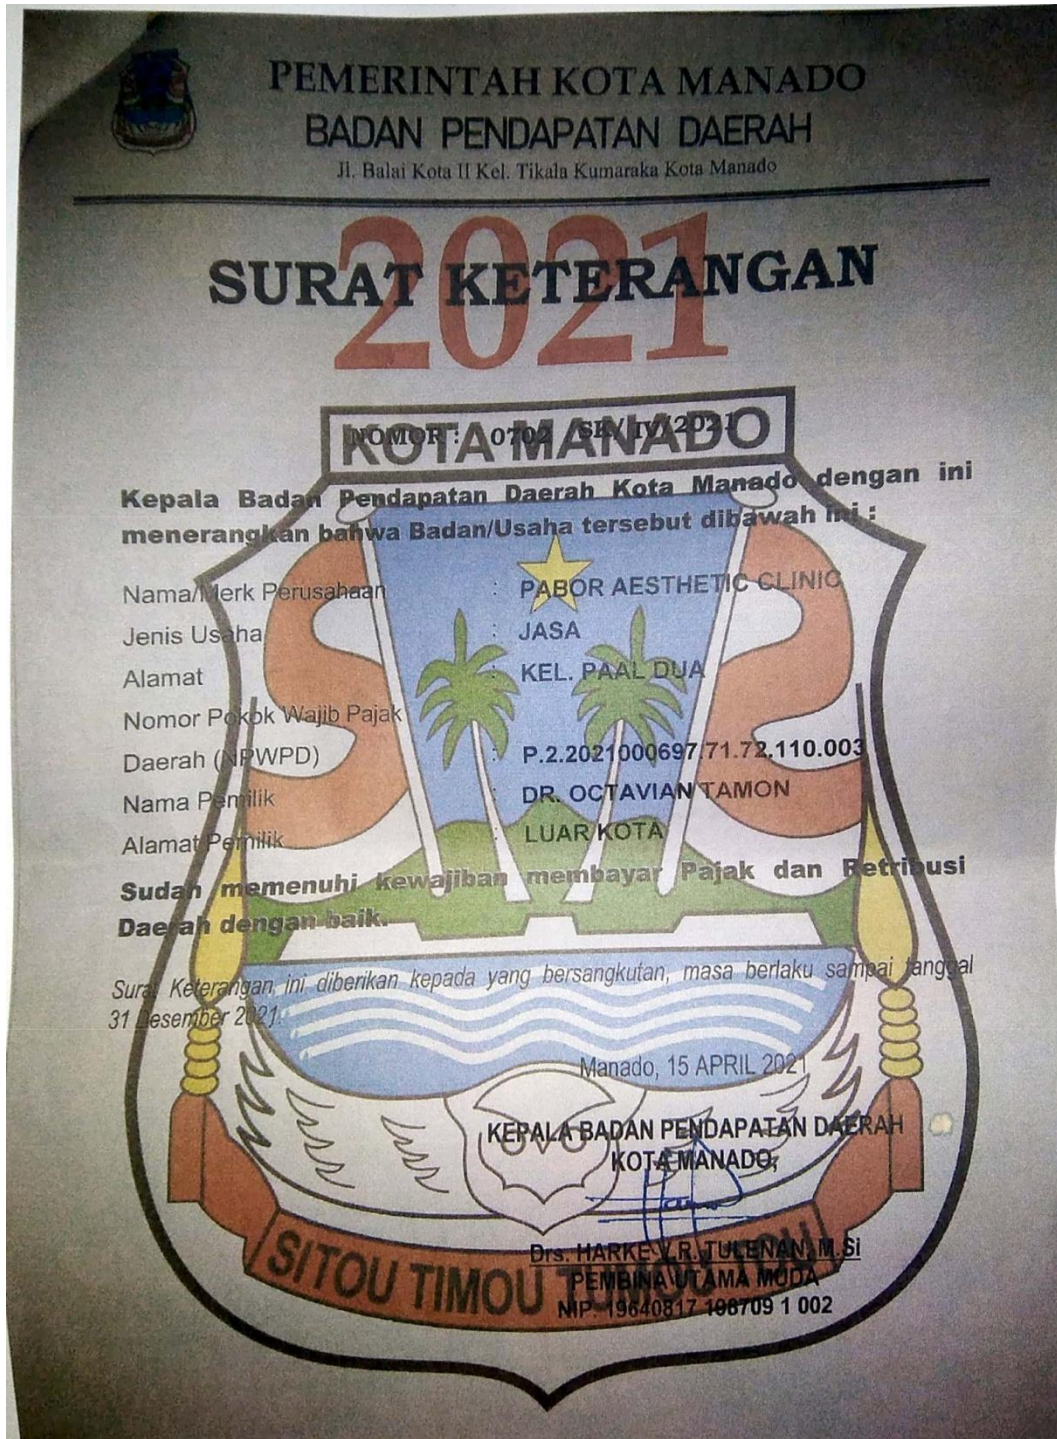 PEMERINTAH KOTA MANADO
BADAN PENDAPATAN DAERAH
Jl. Balai Kota II Kel. Tikala Kumaraka Kota Manado
2021
SURAT KETERANGAN
KOTA MANADO
NOMOR : 0702 SK/ IV/2021
Kepala Badan Pendapatan Daerah Kota Manado dengan ini
menerangkan bahwa Badan/Usaha tersebut dibawah ini :
Nama/Merk Perusahaan : PABOR AESTHETIC CLINIC
Jenis Usaha : JASA
Alamat : KEL. PAAL DUA
Nomor Pokok Wajib Pajak
Daerah (NPWPD) : P.2.2021000697.71.72.110.003
Nama Pemilik : DR. OCTAVIAN TAMON
Alamat Pemilik : LUAR KOTA
Sudah memenuhi kewajiban membayar Pajak dan Retribusi
Daerah dengan baik.
Surat Keterangan ini diberikan kepada yang bersangkutan, masa berlaku sampai tanggal
31 Desember 2021.
Manado, 15 APRIL 2021
KEPALA BADAN PENDAPATAN DAERAH
KOTA MANADO,
Drs. HARKE V.R. TULENAN, M.Si
PEMBINA UTAMA MUDA
NIP. 19640817 198709 1 002
SITOU TIMOU TUMOU TOU